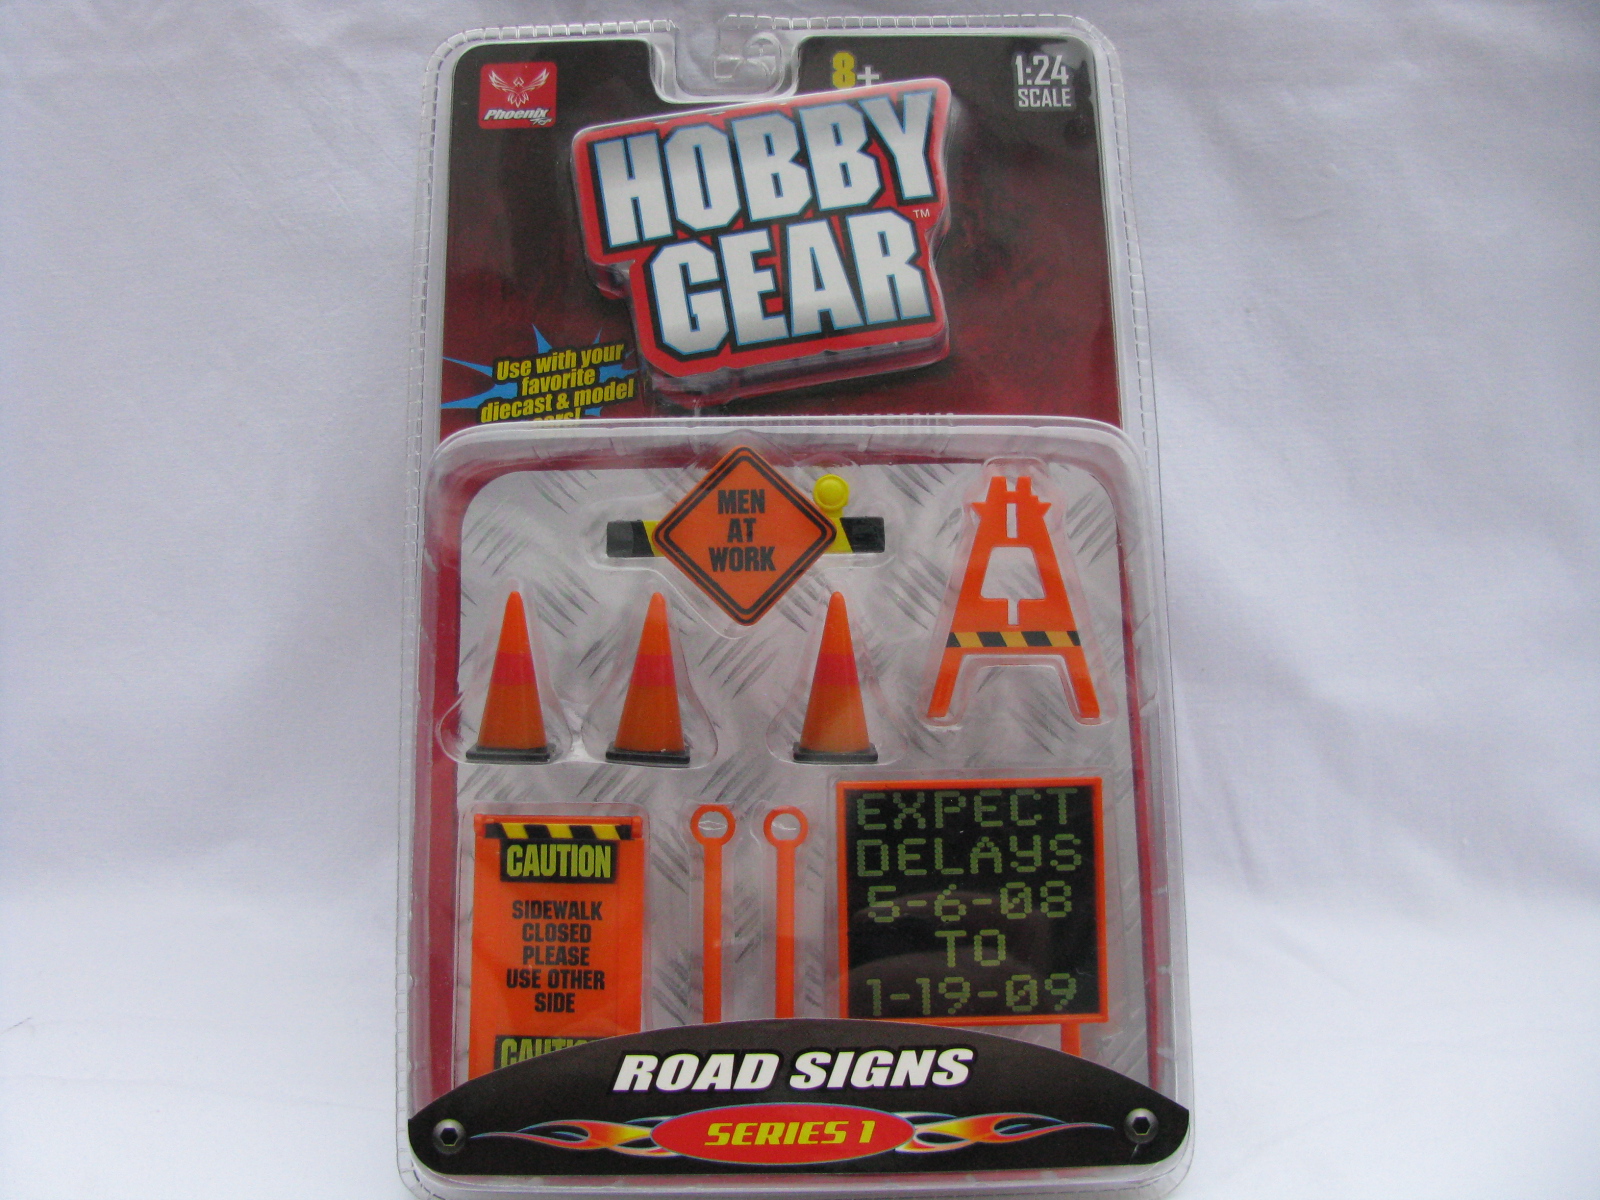 Phoenix
8+
1:24
SCALE
HOBBY
GEAR
TM
Use with your
favorite
diecast & model
cars!
MEN
AT
WORK
CAUTION
SIDEWALK
CLOSED
PLEASE
USE OTHER
SIDE
EXPECT
DELAYS
5-6-08
TO
1-19-09
ROAD SIGNS
SERIES 1